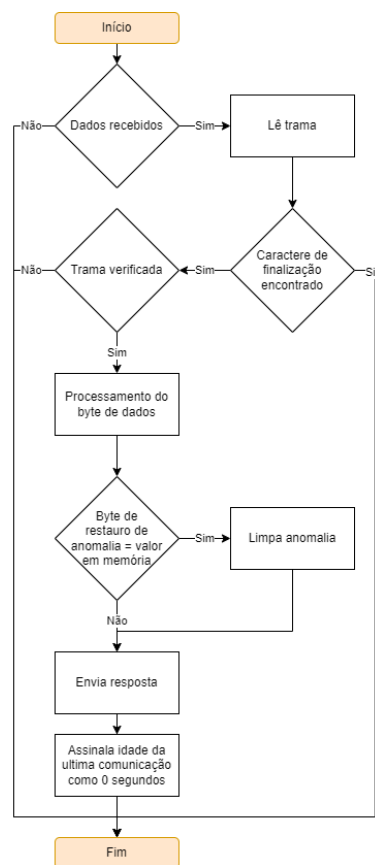 Início
Não
Dados recebidos
Sim
Lê trama
Não
Trama verificada
Sim
Caractere de
finalização
encontrado
Si
Sim
Processamento do
byte de dados
Byte de
restauro de
anomalia = valor
em memória
Sim
Limpa anomalia
Não
Envia resposta
Assinala idade da
ultima comunicação
como 0 segundos
Fim